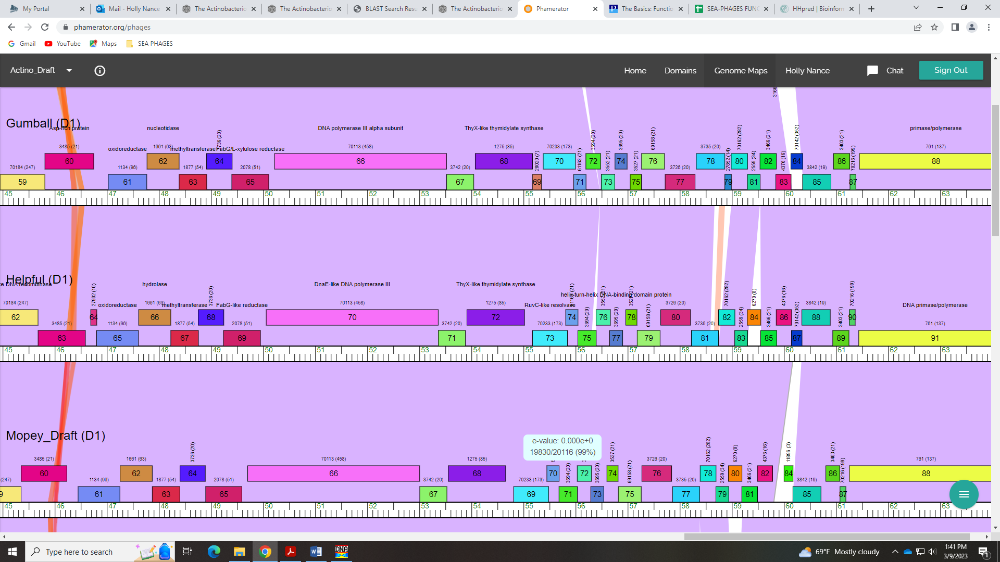 My Portal
Mail - Holly Nance
The Actinobacterio
The Actinobacterio
BLAST Search Resu
The Actinobacterio
Phamerator
The Basics: Functio
SEA-PHAGES FUNC
HHpred | Bioinform
phamerator.org/phages
Gmail
YouTube
Maps
SEA PHAGES
Actino_Draft
Home
Domains
Genome Maps
Holly Nance
Chat
Sign Out
3166
Gumball (D1)
Asp-rich protein
nucleotidase
DNA polymerase III alpha subunit
ThyX-like thymidylate synthase
primase/polymerase
oxidoreductase
methyltransferase
FabG/L-xylulose reductase
3485 (21)
1661 (63)
3736 (20)
70113 (458)
1275 (85)
28020 (7)
70233 (173)
61163 (21)
3694 (20)
3552 (21)
3695 (20)
3527 (21)
69158 (21)
3735 (20)
27852 (14)
70162 (282)
2559 (34)
3466 (21)
4376 (16)
70142 (352)
3403 (21)
70216 (199)
761 (137)
60 62 64 66 68 70 72 74 76 78 80 82 84 86 88
70184 (247)
1134 (96)
1877 (54)
2078 (51)
3742 (20)
3726 (20)
3842 (19)
59 61 63 65 67 69 71 73 75 77 79 81 83 85 87
45 46 47 48 49 50 51 52 53 54 55 56 57 58 59 60 61 62 63
Helpful (D1)
e DNA recombinase
hydrolase
DnaE-like DNA polymerase III
ThyX-like thymidylate synthase
helix-turn-helix DNA-binding domain protein
oxidoreductase
methyltransferase
FabG-like reductase
RuvC-like resolvase
DNA primase/polymerase
70184 (247)
27902 (10)
1661 (63)
3736 (20)
70113 (458)
1275 (85)
3694 (20)
3552 (21)
3695 (20)
3527 (21)
69158 (21)
3726 (20)
70162 (282)
2559 (34)
6270 (8)
3466 (21)
4376 (16)
70142 (352)
3842 (19)
3403 (21)
70216 (199)
62 64 66 68 70 72 74 76 78 80 82 84 86 88 90
3485 (21)
1134 (96)
1877 (54)
2078 (51)
3742 (20)
70233 (173)
3735 (20)
761 (137)
63 65 67 69 71 73 75 77 79 81 83 85 87 89 91
45 46 47 48 49 50 51 52 53 54 55 56 57 58 59 60 61 62 63
Mopey_Draft (D1)
e-value: 0.000e+0
19830/20116 (99%)
3485 (21)
1661 (63)
3736 (20)
70113 (458)
1275 (85)
3694 (20)
3695 (20)
3527 (21)
69158 (21)
3726 (20)
70162 (282)
2559 (34)
6270 (8)
3466 (21)
4376 (16)
11896 (3)
3403 (21)
70216 (199)
761 (137)
60 62 64 66 68 70 72 74 76 78 80 82 84 86 88
(247)
1134 (96)
1877 (54)
2078 (51)
3742 (20)
70233 (173)
3735 (20)
3842 (19)
9 61 63 65 67 69 71 73 75 77 79 81 85 87
45 46 47 48 49 50 51 52 53 54 55 56 57 58 59 60 61 62 63
Type here to search
DNA
69°F Mostly cloudy
1:41 PM
3/9/2023
1